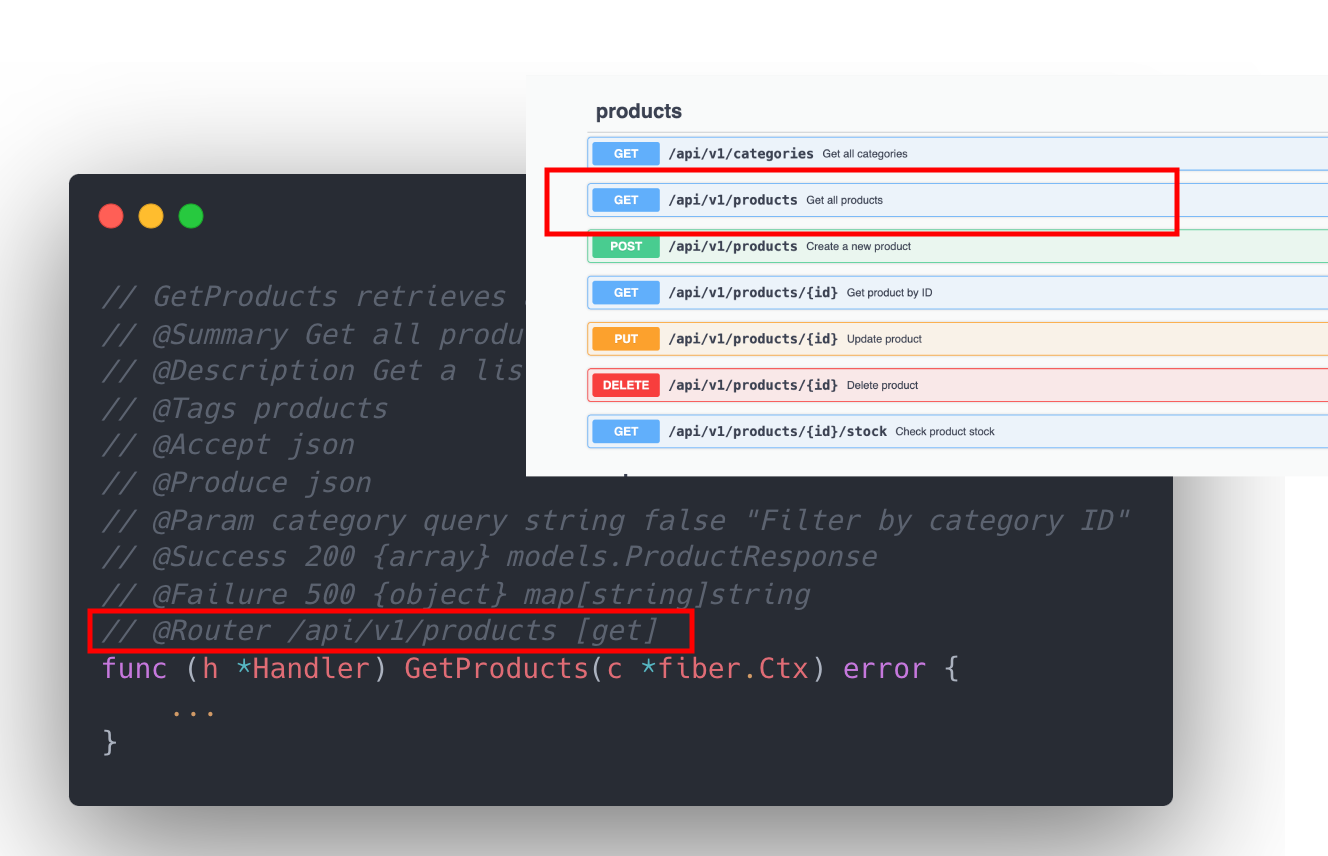 products
GET /api/v1/categories Get all categories
GET /api/v1/products Get all products
POST /api/v1/products Create a new product
GET /api/v1/products/{id} Get product by ID
PUT /api/v1/products/{id} Update product
DELETE /api/v1/products/{id} Delete product
GET /api/v1/products/{id}/stock Check product stock
// GetProducts retrieves
// @Summary Get all produ
// @Description Get a lis
// @Tags products
// @Accept json
// @Produce json
// @Param category query string false "Filter by category ID"
// @Success 200 {array} models.ProductResponse
// @Failure 500 {object} map[string]string
// @Router /api/v1/products [get]
func (h *Handler) GetProducts(c *fiber.Ctx) error {
...
}